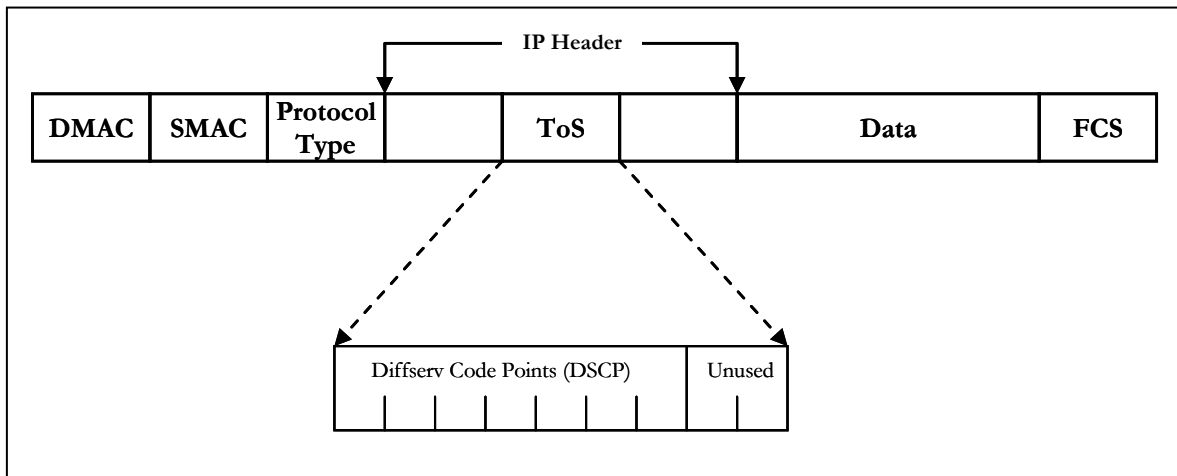 IP Header
DMAC SMAC Protocol Type ToS Data FCS
Diffserv Code Points (DSCP) Unused